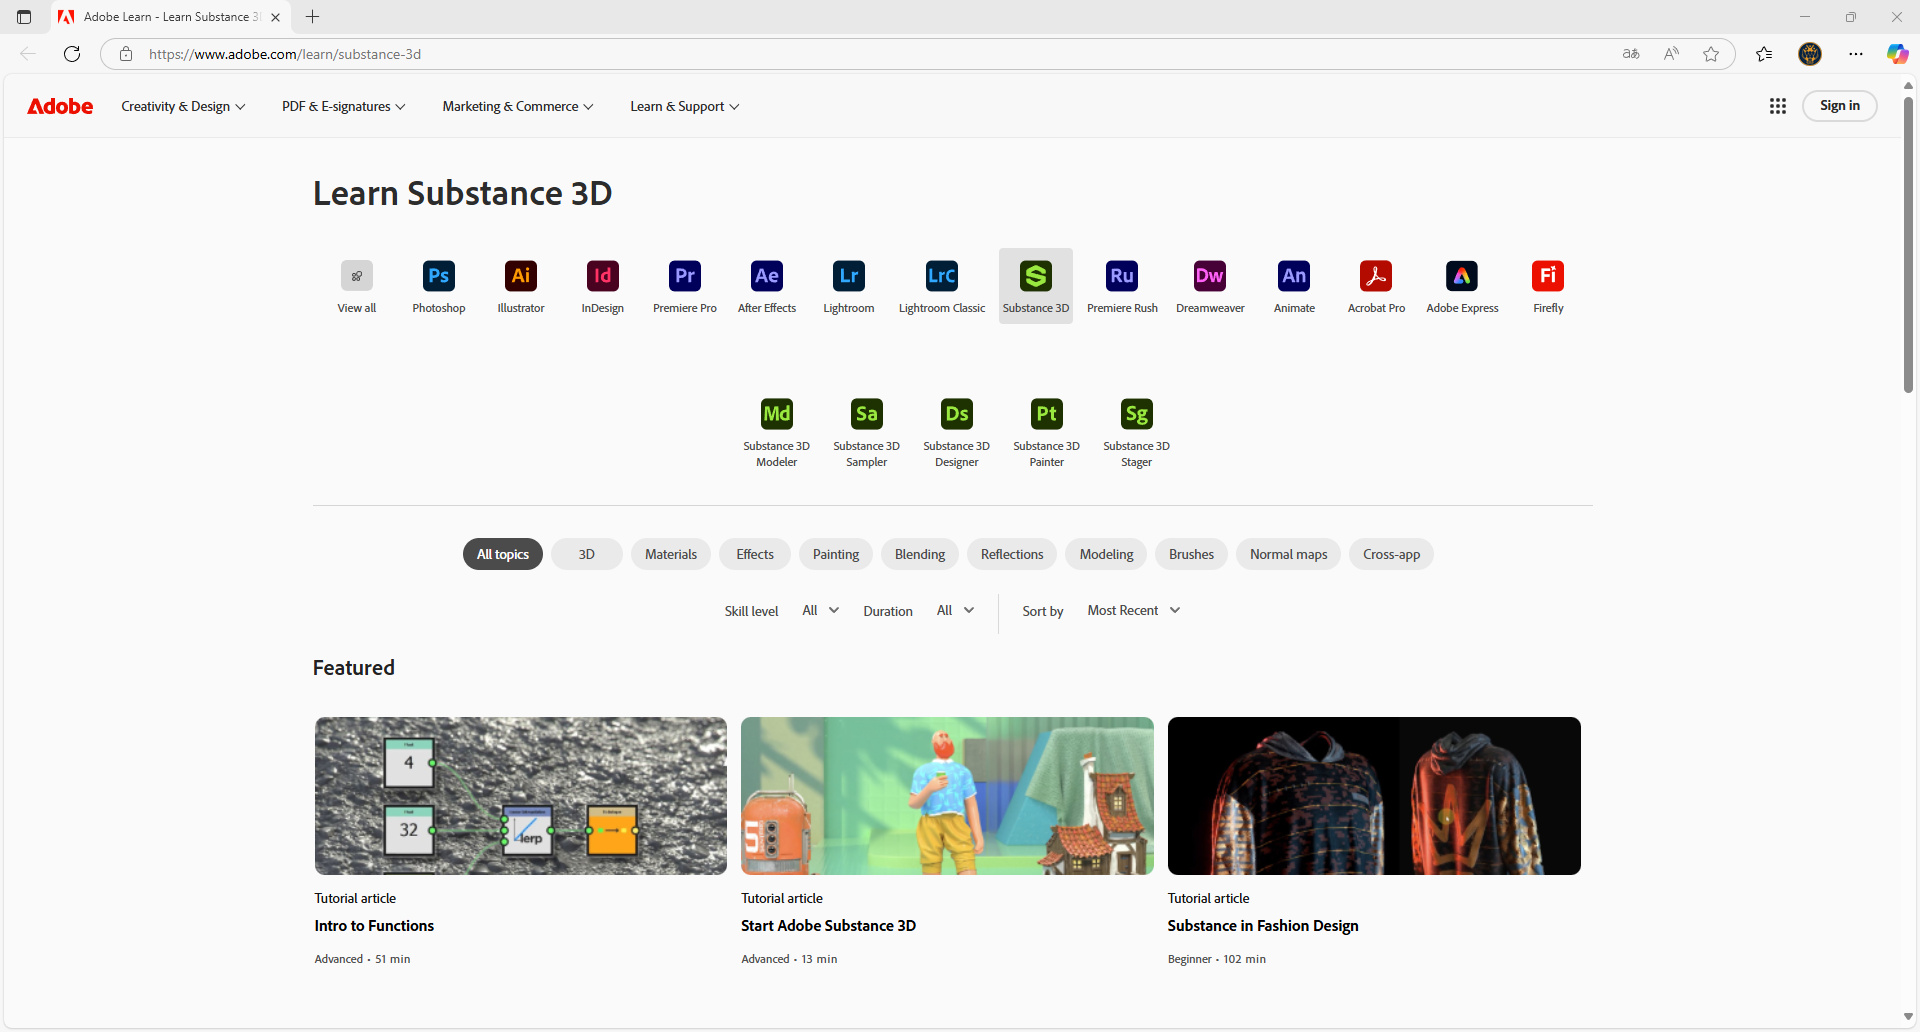 Adobe Learn - Learn Substance 3D
https://www.adobe.com/learn/substance-3d
Adobe
Creativity & Design
PDF & E-signatures
Marketing & Commerce
Learn & Support
Sign in
Learn Substance 3D
View all
Ps
Photoshop
Ai
Illustrator
Id
InDesign
Pr
Premiere Pro
Ae
After Effects
Lr
Lightroom
LrC
Lightroom Classic
Substance 3D
Ru
Premiere Rush
Dw
Dreamweaver
An
Animate
Acrobat Pro
Adobe Express
Fi
Firefly
Md
Substance 3D
Modeler
Sa
Substance 3D
Sampler
Ds
Substance 3D
Designer
Pt
Substance 3D
Painter
Sg
Substance 3D
Stager
All topics
3D
Materials
Effects
Painting
Blending
Reflections
Modeling
Brushes
Normal maps
Cross-app
Skill level
All
Duration
All
Sort by
Most Recent
Featured
4
32
lerp
5
Tutorial article
Intro to Functions
Advanced • 51 min
Tutorial article
Start Adobe Substance 3D
Advanced • 13 min
Tutorial article
Substance in Fashion Design
Beginner • 102 min